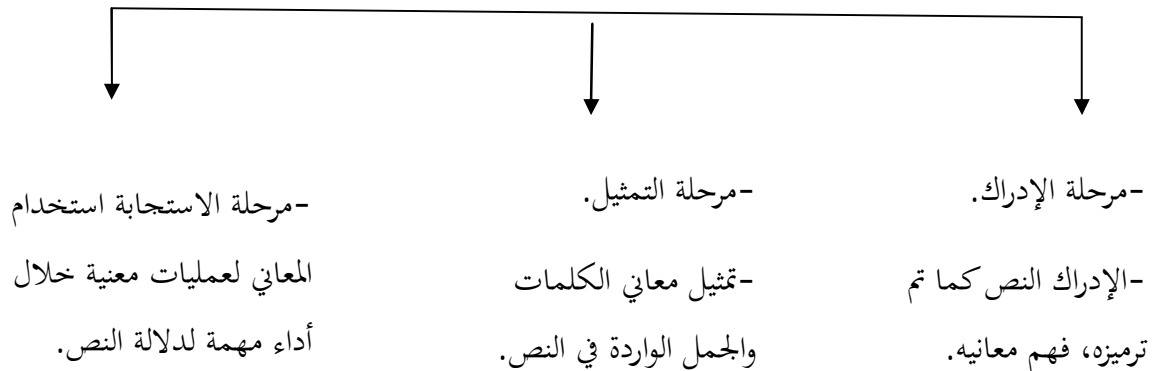 -مرحلة الإدراك.
-الإدراك النص كما تم
ترميزه، فهم معانيه.
-مرحلة التمثيل.
-تمثيل معاني الكلمات
والجمل الواردة في النص.
-مرحلة الاستجابة استخدام
المعاني لعمليات معنية خلال
أداء مهمة لدلالة النص.